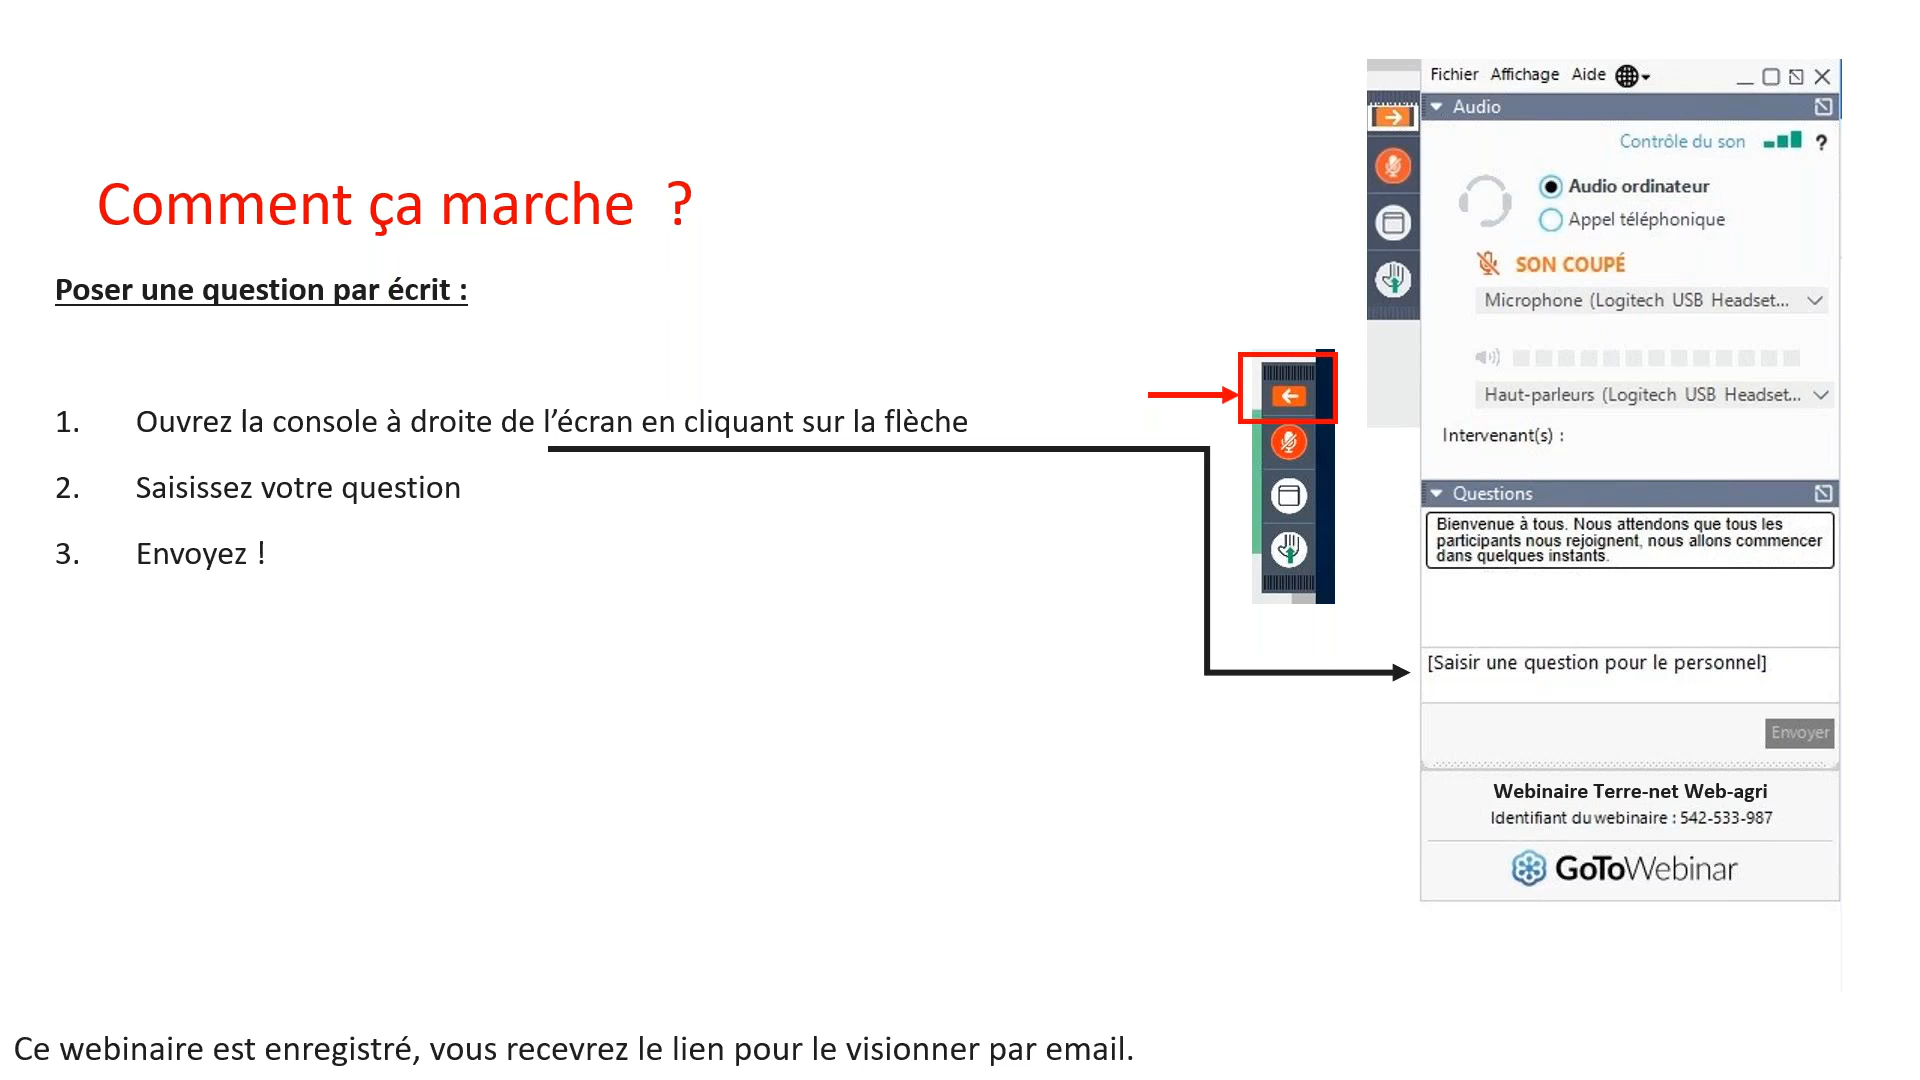 Comment ça marche ?
Poser une question par écrit :
1. Ouvrez la console à droite de l’écran en cliquant sur la flèche
2. Saisissez votre question
3. Envoyez !
Fichier Affichage Aide
Audio
Contrôle du son ?
Audio ordinateur
Appel téléphonique
SON COUPÉ
Microphone (Logitech USB Headset...
Haut-parleurs (Logitech USB Headset...
Intervenant(s) :
Questions
Bienvenue à tous. Nous attendons que tous les
participants nous rejoignent, nous allons commencer
dans quelques instants.
[Saisir une question pour le personnel]
Envoyer
Webinaire Terre-net Web-agri
Identifiant du webinaire : 542-533-987
GoToWebinar
Ce webinaire est enregistré, vous recevrez le lien pour le visionner par email.